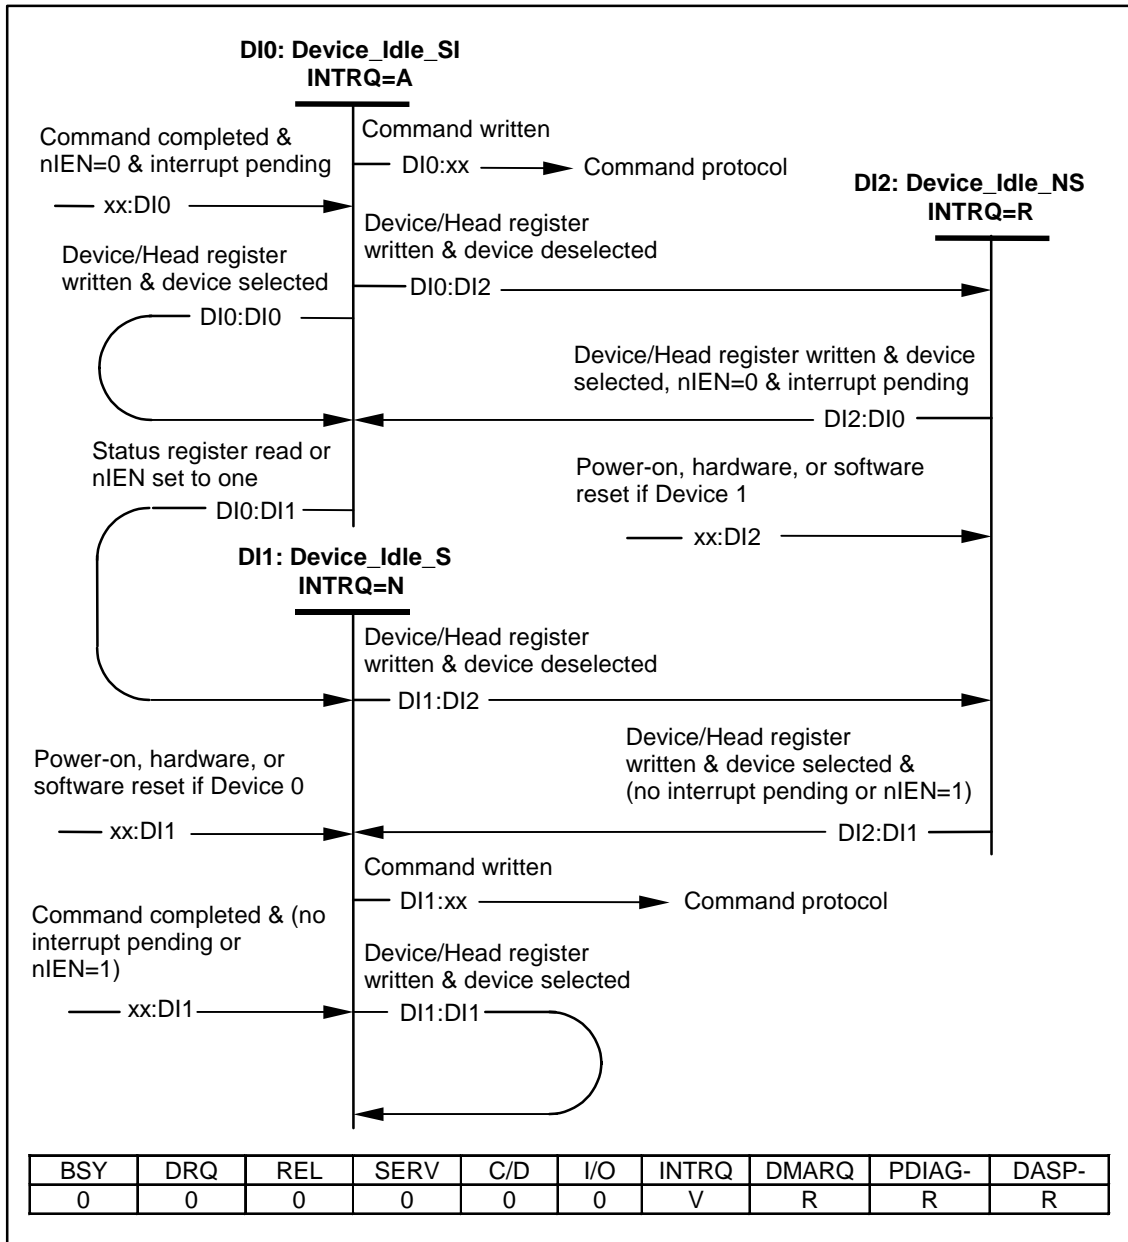 DI0: Device_Idle_SI
INTRQ=A
Command completed &
nIEN=0 & interrupt pending
xx:DI0
Command written
DI0:xx
Command protocol
DI2: Device_Idle_NS
INTRQ=R
Device/Head register
written & device selected
DI0:DI0
Device/Head register
written & device deselected
DI0:DI2
Device/Head register written & device
selected, nIEN=0 & interrupt pending
DI2:DI0
Status register read or
nIEN set to one
DI0:DI1
Power-on, hardware, or software
reset if Device 1
xx:DI2
DI1: Device_Idle_S
INTRQ=N
Device/Head register
written & device deselected
DI1:DI2
Power-on, hardware, or
software reset if Device 0
xx:DI1
Device/Head register
written & device selected &
(no interrupt pending or nIEN=1)
DI2:DI1
Command written
DI1:xx
Command protocol
Command completed & (no
interrupt pending or
nIEN=1)
xx:DI1
Device/Head register
written & device selected
DI1:DI1
BSY DRQ REL SERV C/D I/O INTRQ DMARQ PDIAG- DASP-
0 0 0 0 0 0 V R R R